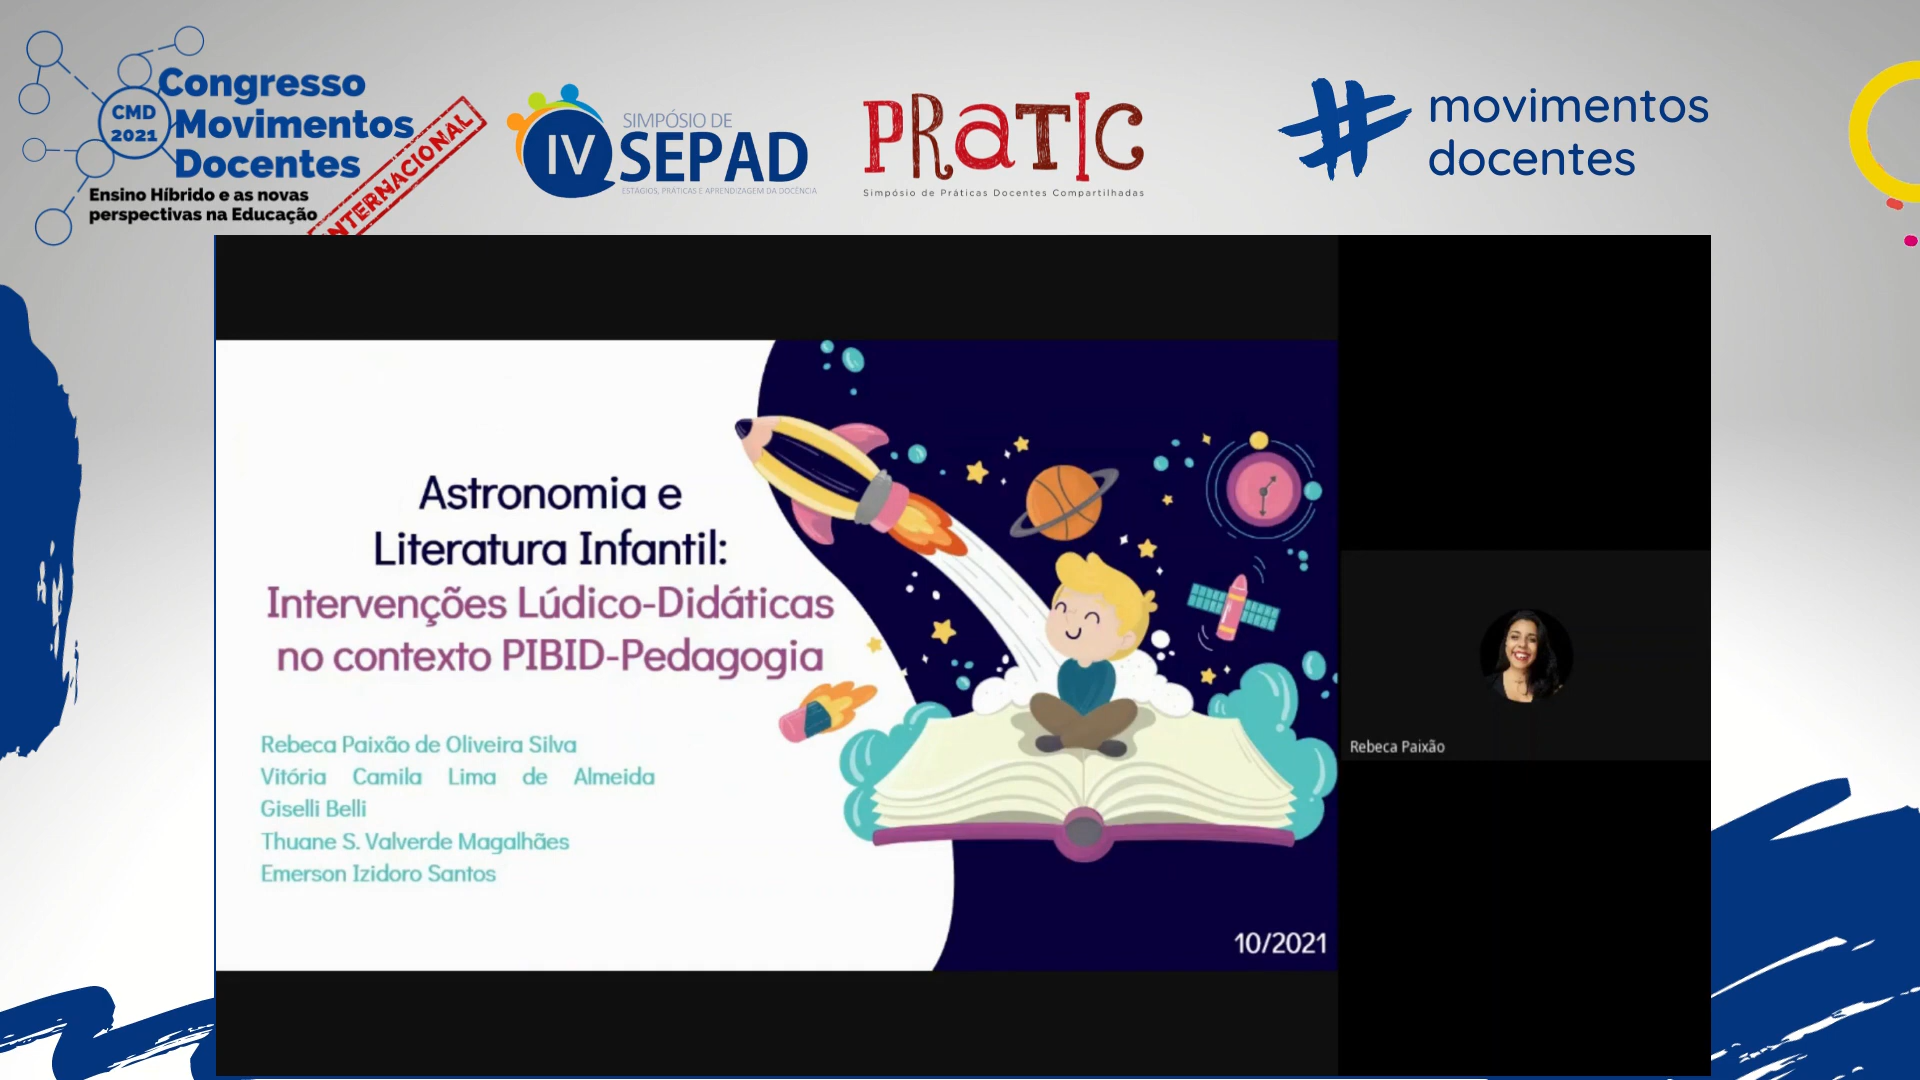 CMD
2021
Congresso
Movimentos
Docentes
Ensino Híbrido e as novas
perspectivas na Educação
INTERNACIONAL
IV
SIMPÓSIO DE
SEPAD
ESTÁGIOS, PRÁTICAS E APRENDIZAGEM DA DOCÊNCIA
PRATIC
Simpósio de Práticas Docentes Compartilhadas
# movimentos
docentes
Astronomia e
Literatura Infantil:
Intervenções Lúdico-Didáticas
no contexto PIBID-Pedagogia
Rebeca Paixão de Oliveira Silva
Vitória Camila Lima de Almeida
Giselli Belli
Thuane S. Valverde Magalhães
Emerson Izidoro Santos
10/2021
Rebeca Paixão